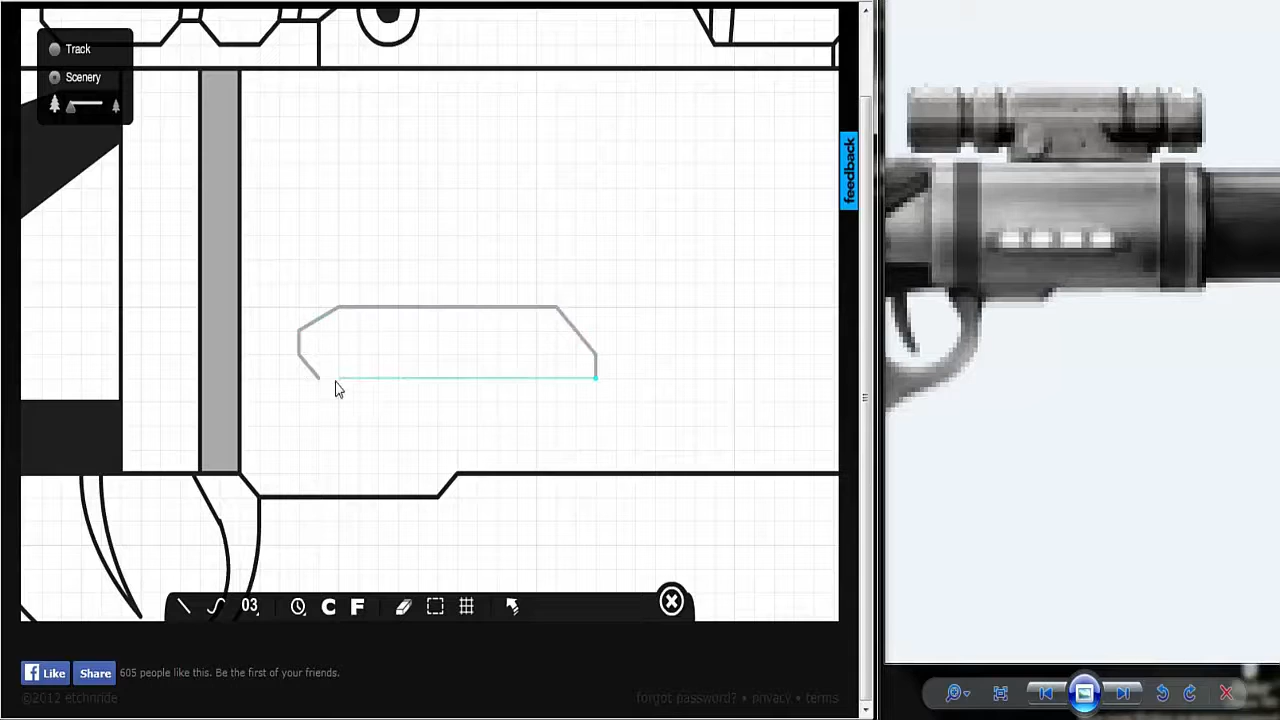 Track
Scenery
feedback
03
C F
Like Share 605 people like this. Be the first of your friends.
©2012 etchnride
forgot password? • privacy • terms